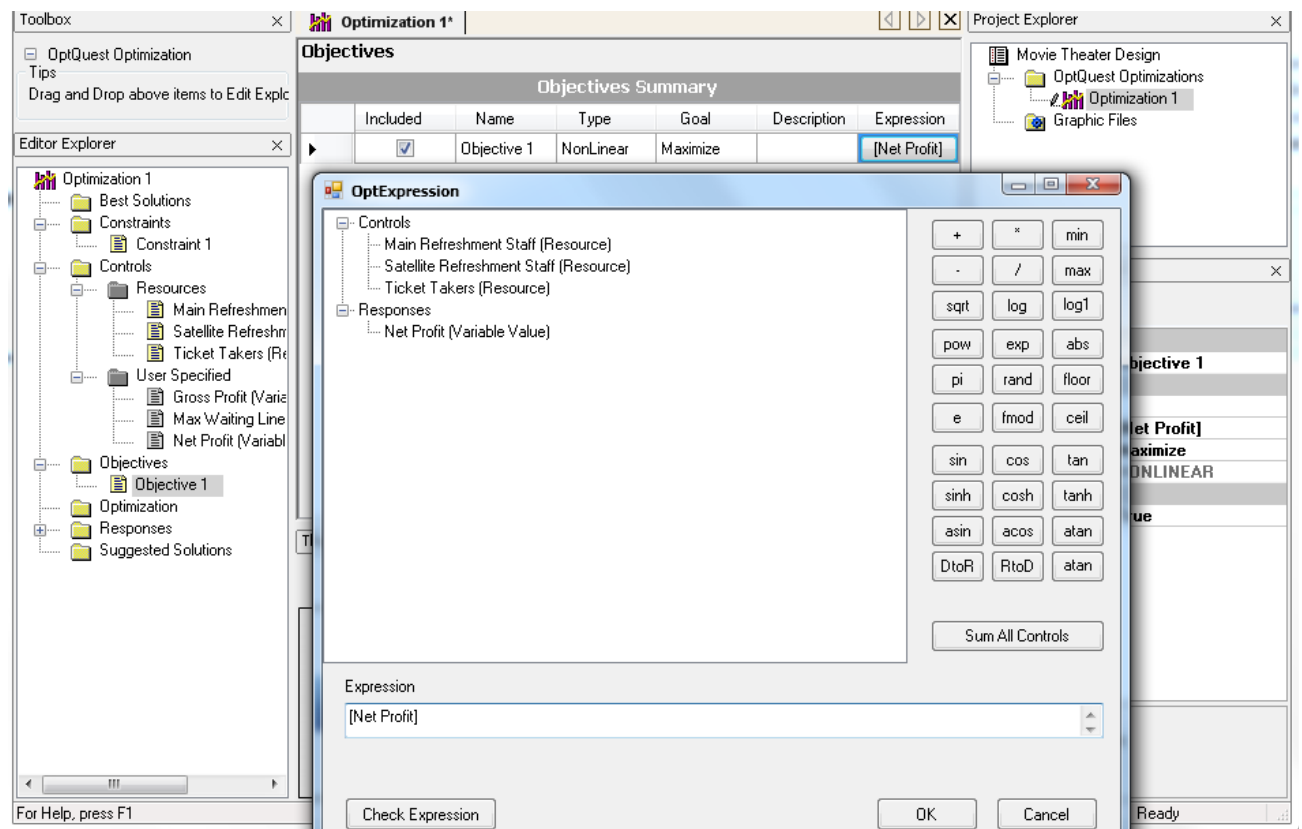 Toolbox
OptQuest Optimization
Tips
Drag and Drop above items to Edit Explc
Editor Explorer
Optimization 1
Best Solutions
Constraints
Constraint 1
Controls
Resources
Main Refreshmen
Satellite Refreshm
Ticket Takers (Re
User Specified
Gross Profit (Varia
Max Waiting Line
Net Profit (Variabl
Objectives
Objective 1
Optimization
Responses
Suggested Solutions
For Help, press F1
Optimization 1*
Objectives
Objectives Summary
Included Name Type Goal Description Expression
Objective 1 NonLinear Maximize [Net Profit]
OptExpression
Controls
Main Refreshment Staff (Resource)
Satellite Refreshment Staff (Resource)
Ticket Takers (Resource)
Responses
Net Profit (Variable Value)
+ * min
- / max
sqrt log log1
pow exp abs
pi rand floor
e fmod ceil
sin cos tan
sinh cosh tanh
asin acos atan
DtoR RtoD atan
Sum All Controls
Expression
[Net Profit]
Check Expression OK Cancel
Project Explorer
Movie Theater Design
OptQuest Optimizations
Optimization 1
Graphic Files
bjective 1
et Profit]
aximize
ONLINEAR
ue
Ready